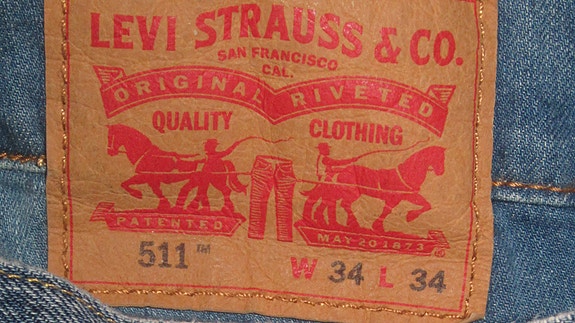 LEVI STRAUSS & CO.
SAN FRANCISCO
CAL.
ORIGINAL RIVETED
QUALITY CLOTHING
PATENTED MAY 20 1873
511™ W 34 L 34